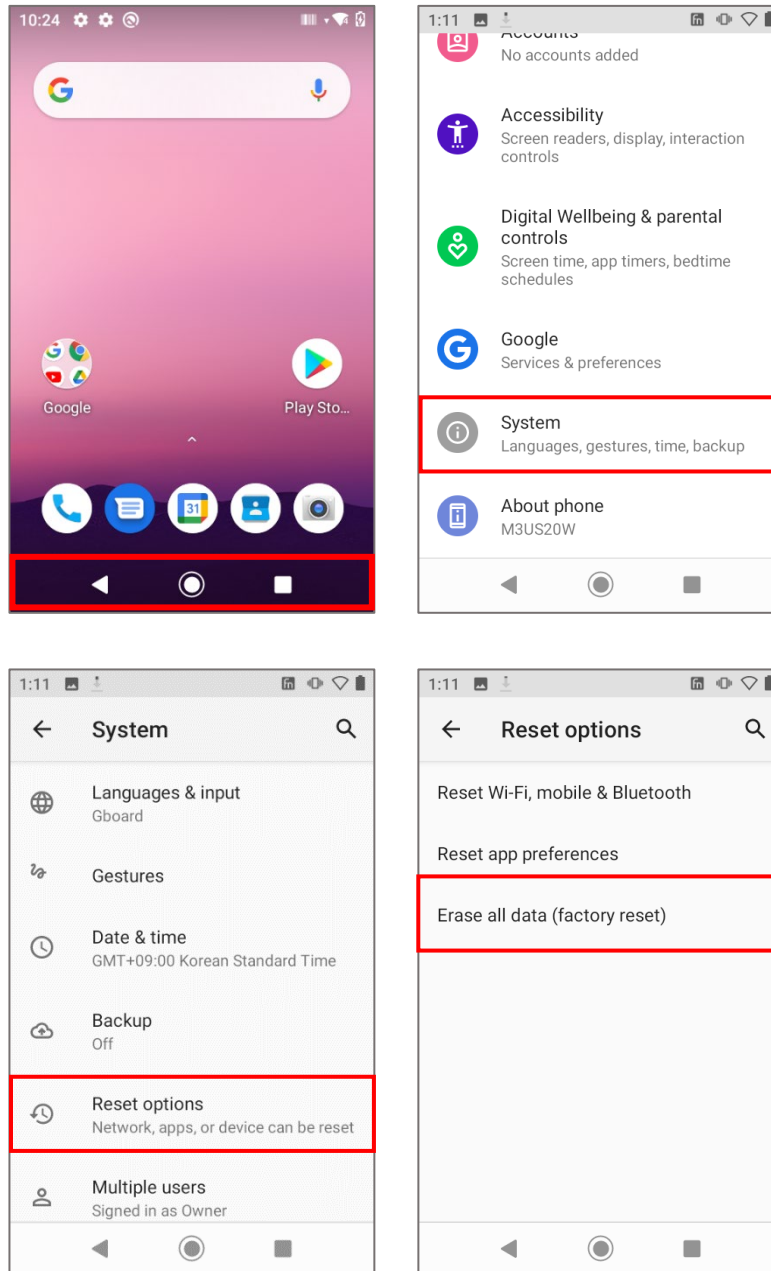 10:24
Google
Play Sto...
31
1:11
Accounts
No accounts added
Accessibility
Screen readers, display, interaction
controls
Digital Wellbeing & parental
controls
Screen time, app timers, bedtime
schedules
Google
Services & preferences
System
Languages, gestures, time, backup
About phone
M3US20W
1:11
System
Languages & input
Gboard
Gestures
Date & time
GMT+09:00 Korean Standard Time
Backup
Off
Reset options
Network, apps, or device can be reset
Multiple users
Signed in as Owner
1:11
Reset options
Reset Wi-Fi, mobile & Bluetooth
Reset app preferences
Erase all data (factory reset)